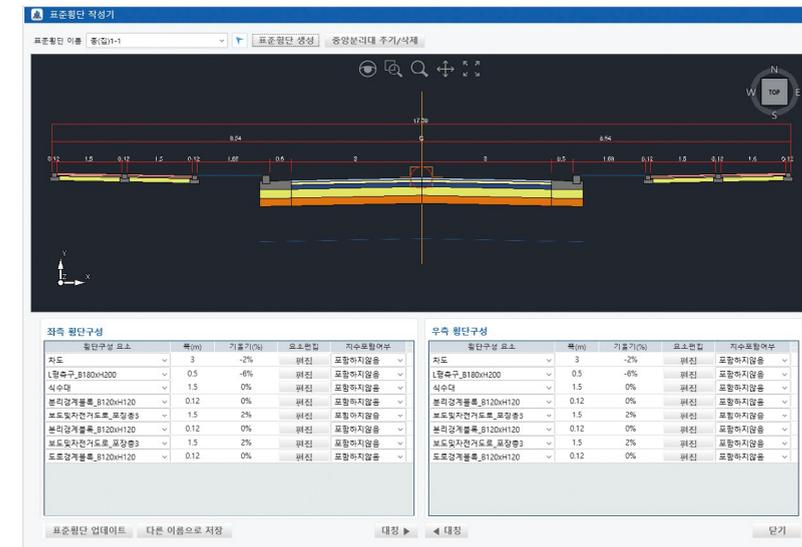 표준횡단 작성기
표준횡단 이름 중(집)1-1 표준횡단 생성 중앙분리대 추가/삭제
N
W TOP E
S
8.54 8.54
0.12 1.5 0.12 1.5 0.12 1.68 0.5 3 3 0.5 1.68 0.12 1.5 0.12 1.6 0.12
Y
Z X
좌측 횡단구성 우측 횡단구성
횡단구성 요소 폭(m) 기울기(%) 요소편집 지수포함여부 횡단구성 요소 폭(m) 기울기(%) 요소편집 지수포함여부
차도 3 -2% 편집 포함하지않음 차도 3 -2% 편집 포함하지않음
L형측구_B180xH200 0.5 -6% 편집 포함하지않음 L형측구_B180xH200 0.5 -6% 편집 포함하지않음
식수대 1.5 0% 편집 포함하지않음 식수대 1.5 0% 편집 포함하지않음
분리경계블록_B120xH120 0.12 0% 편집 포함하지않음 분리경계블록_B120xH120 0.12 0% 편집 포함하지않음
보도및자전거도로_포장층3 1.5 2% 편집 포함하지않음 보도및자전거도로_포장층3 1.5 2% 편집 포함하지않음
분리경계블록_B120xH120 0.12 0% 편집 포함하지않음 분리경계블록_B120xH120 0.12 0% 편집 포함하지않음
보도및자전거도로_포장층3 1.5 2% 편집 포함하지않음 보도및자전거도로_포장층3 1.5 2% 편집 포함하지않음
도로경계블록_B120xH120 0.12 0% 편집 포함하지않음 도로경계블록_B120xH120 0.12 0% 편집 포함하지않음
표준횡단 업데이트 다른 이름으로 저장 대칭 ▶ ◀ 대칭 닫기